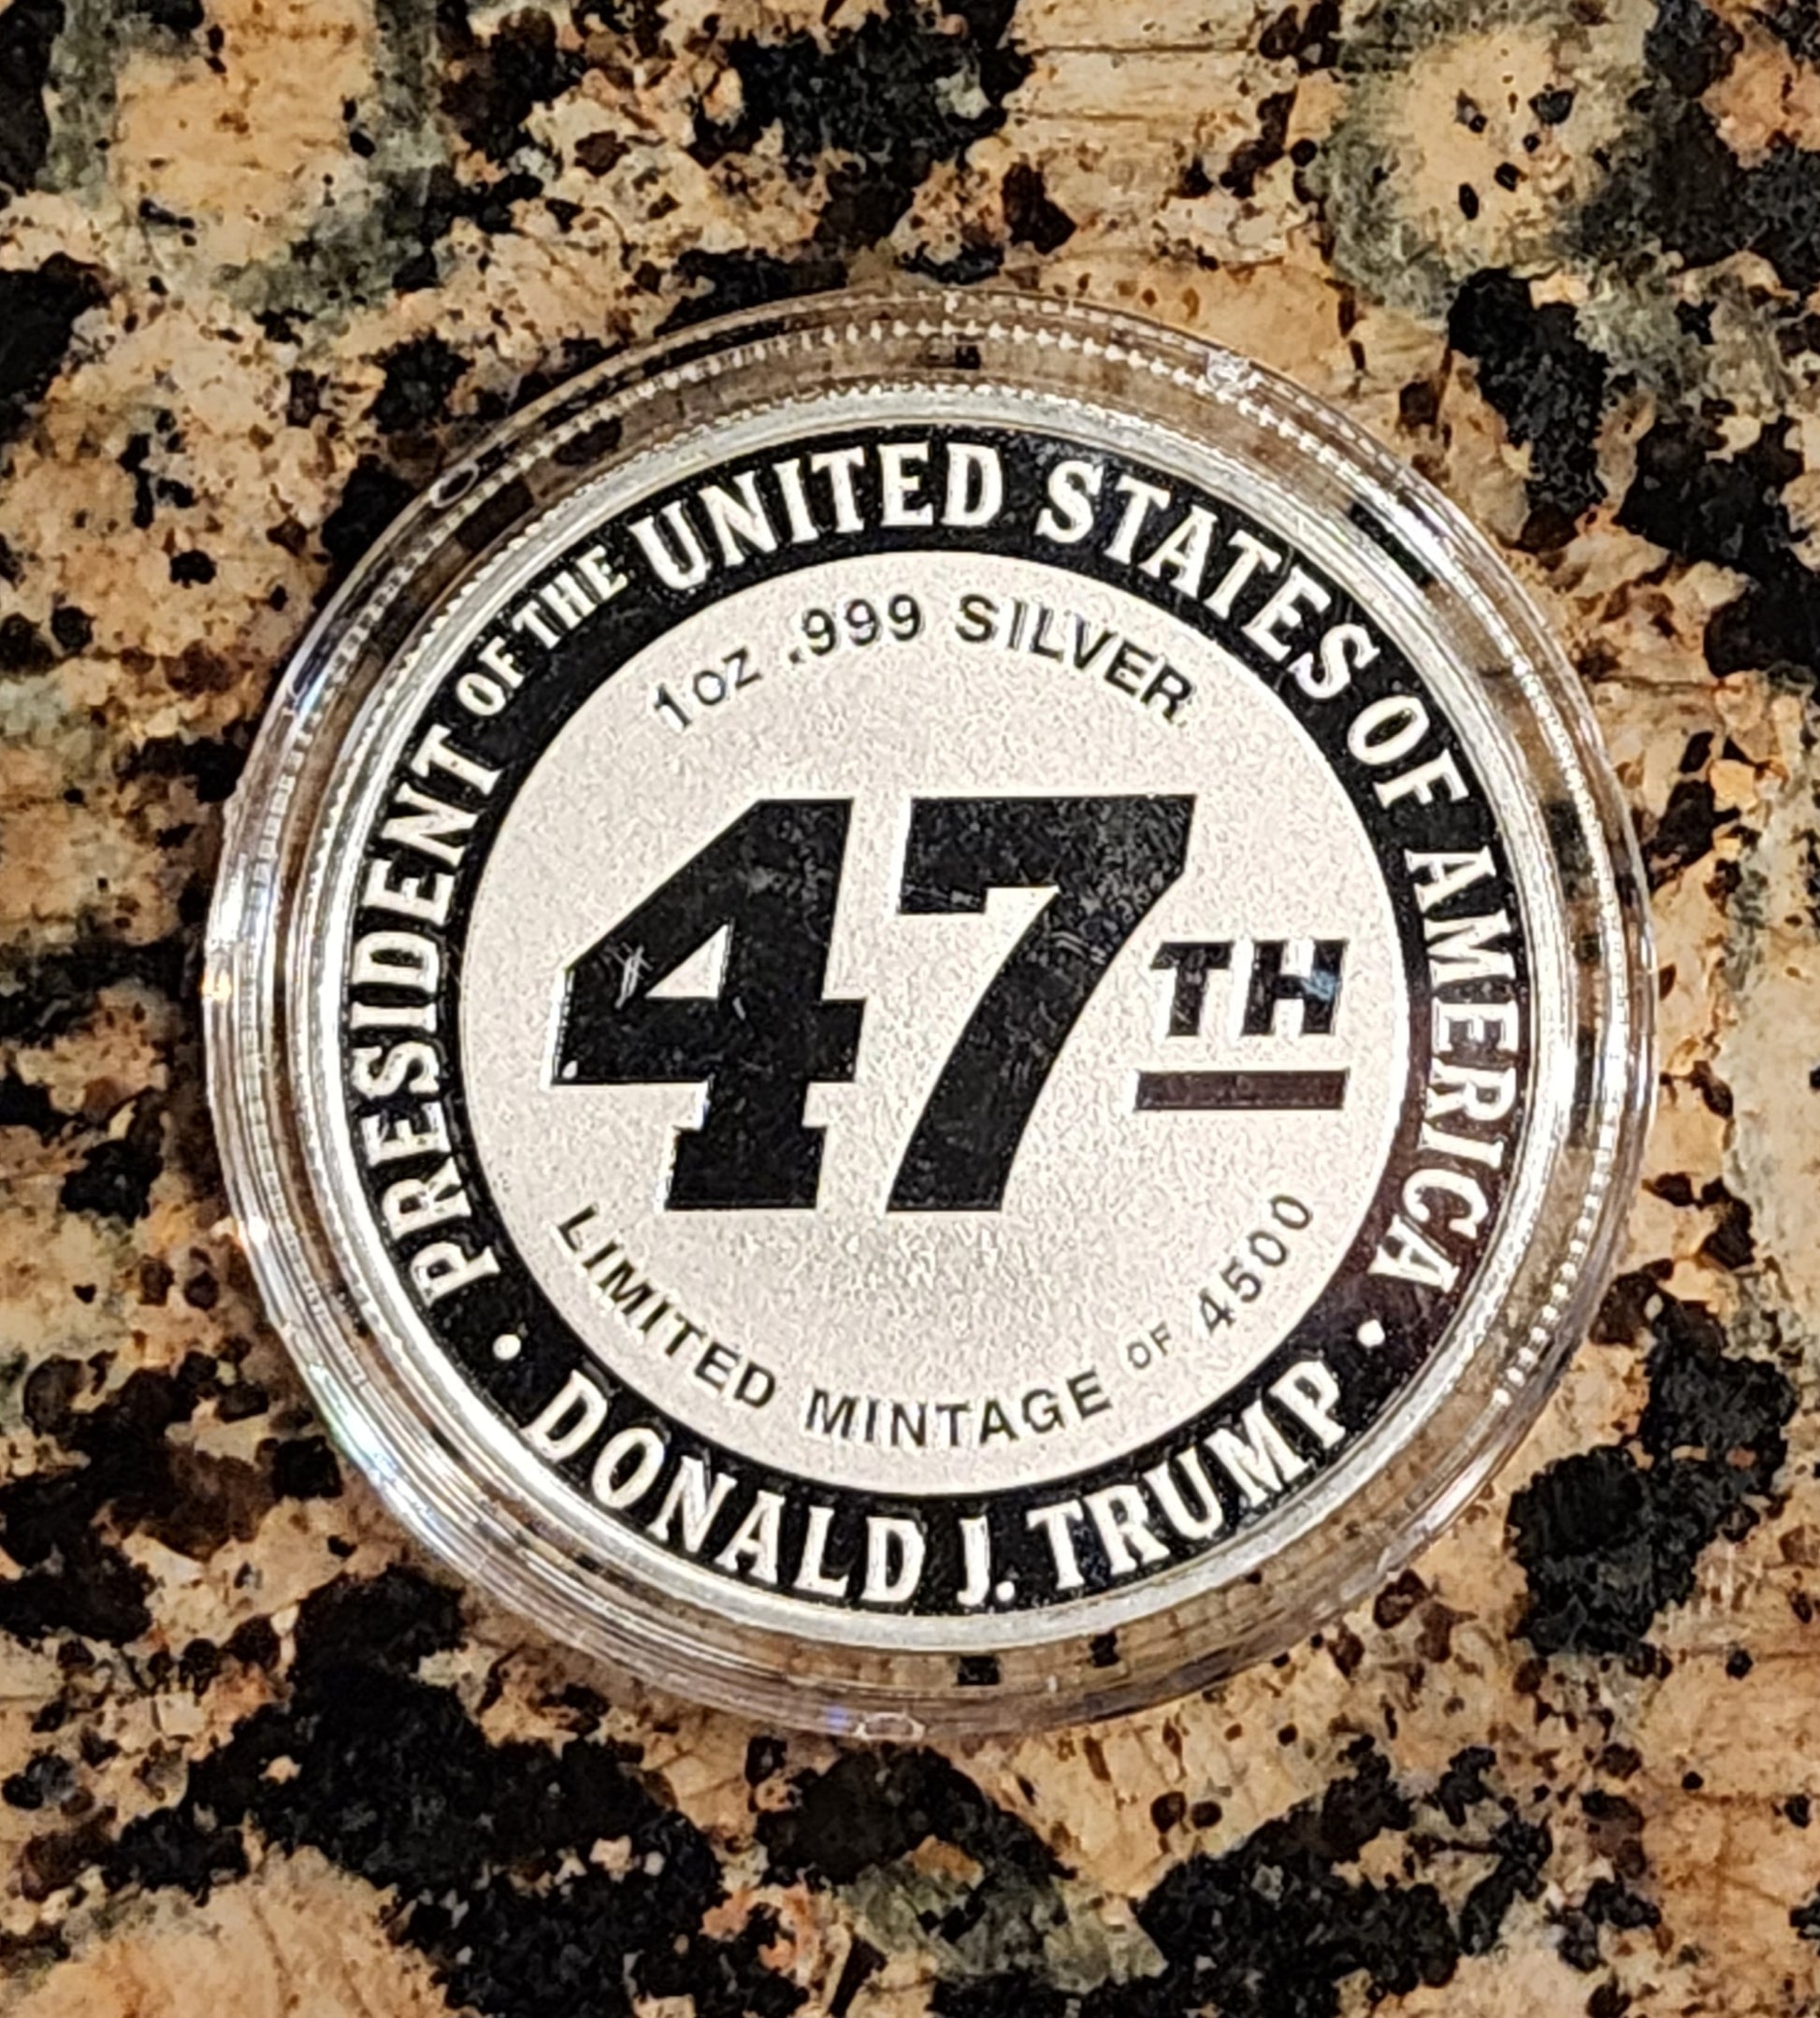 PRESIDENT OF THE UNITED STATES OF AMERICA
1oz .999 SILVER
47TH
LIMITED MINTAGE OF 4500
• DONALD J. TRUMP •